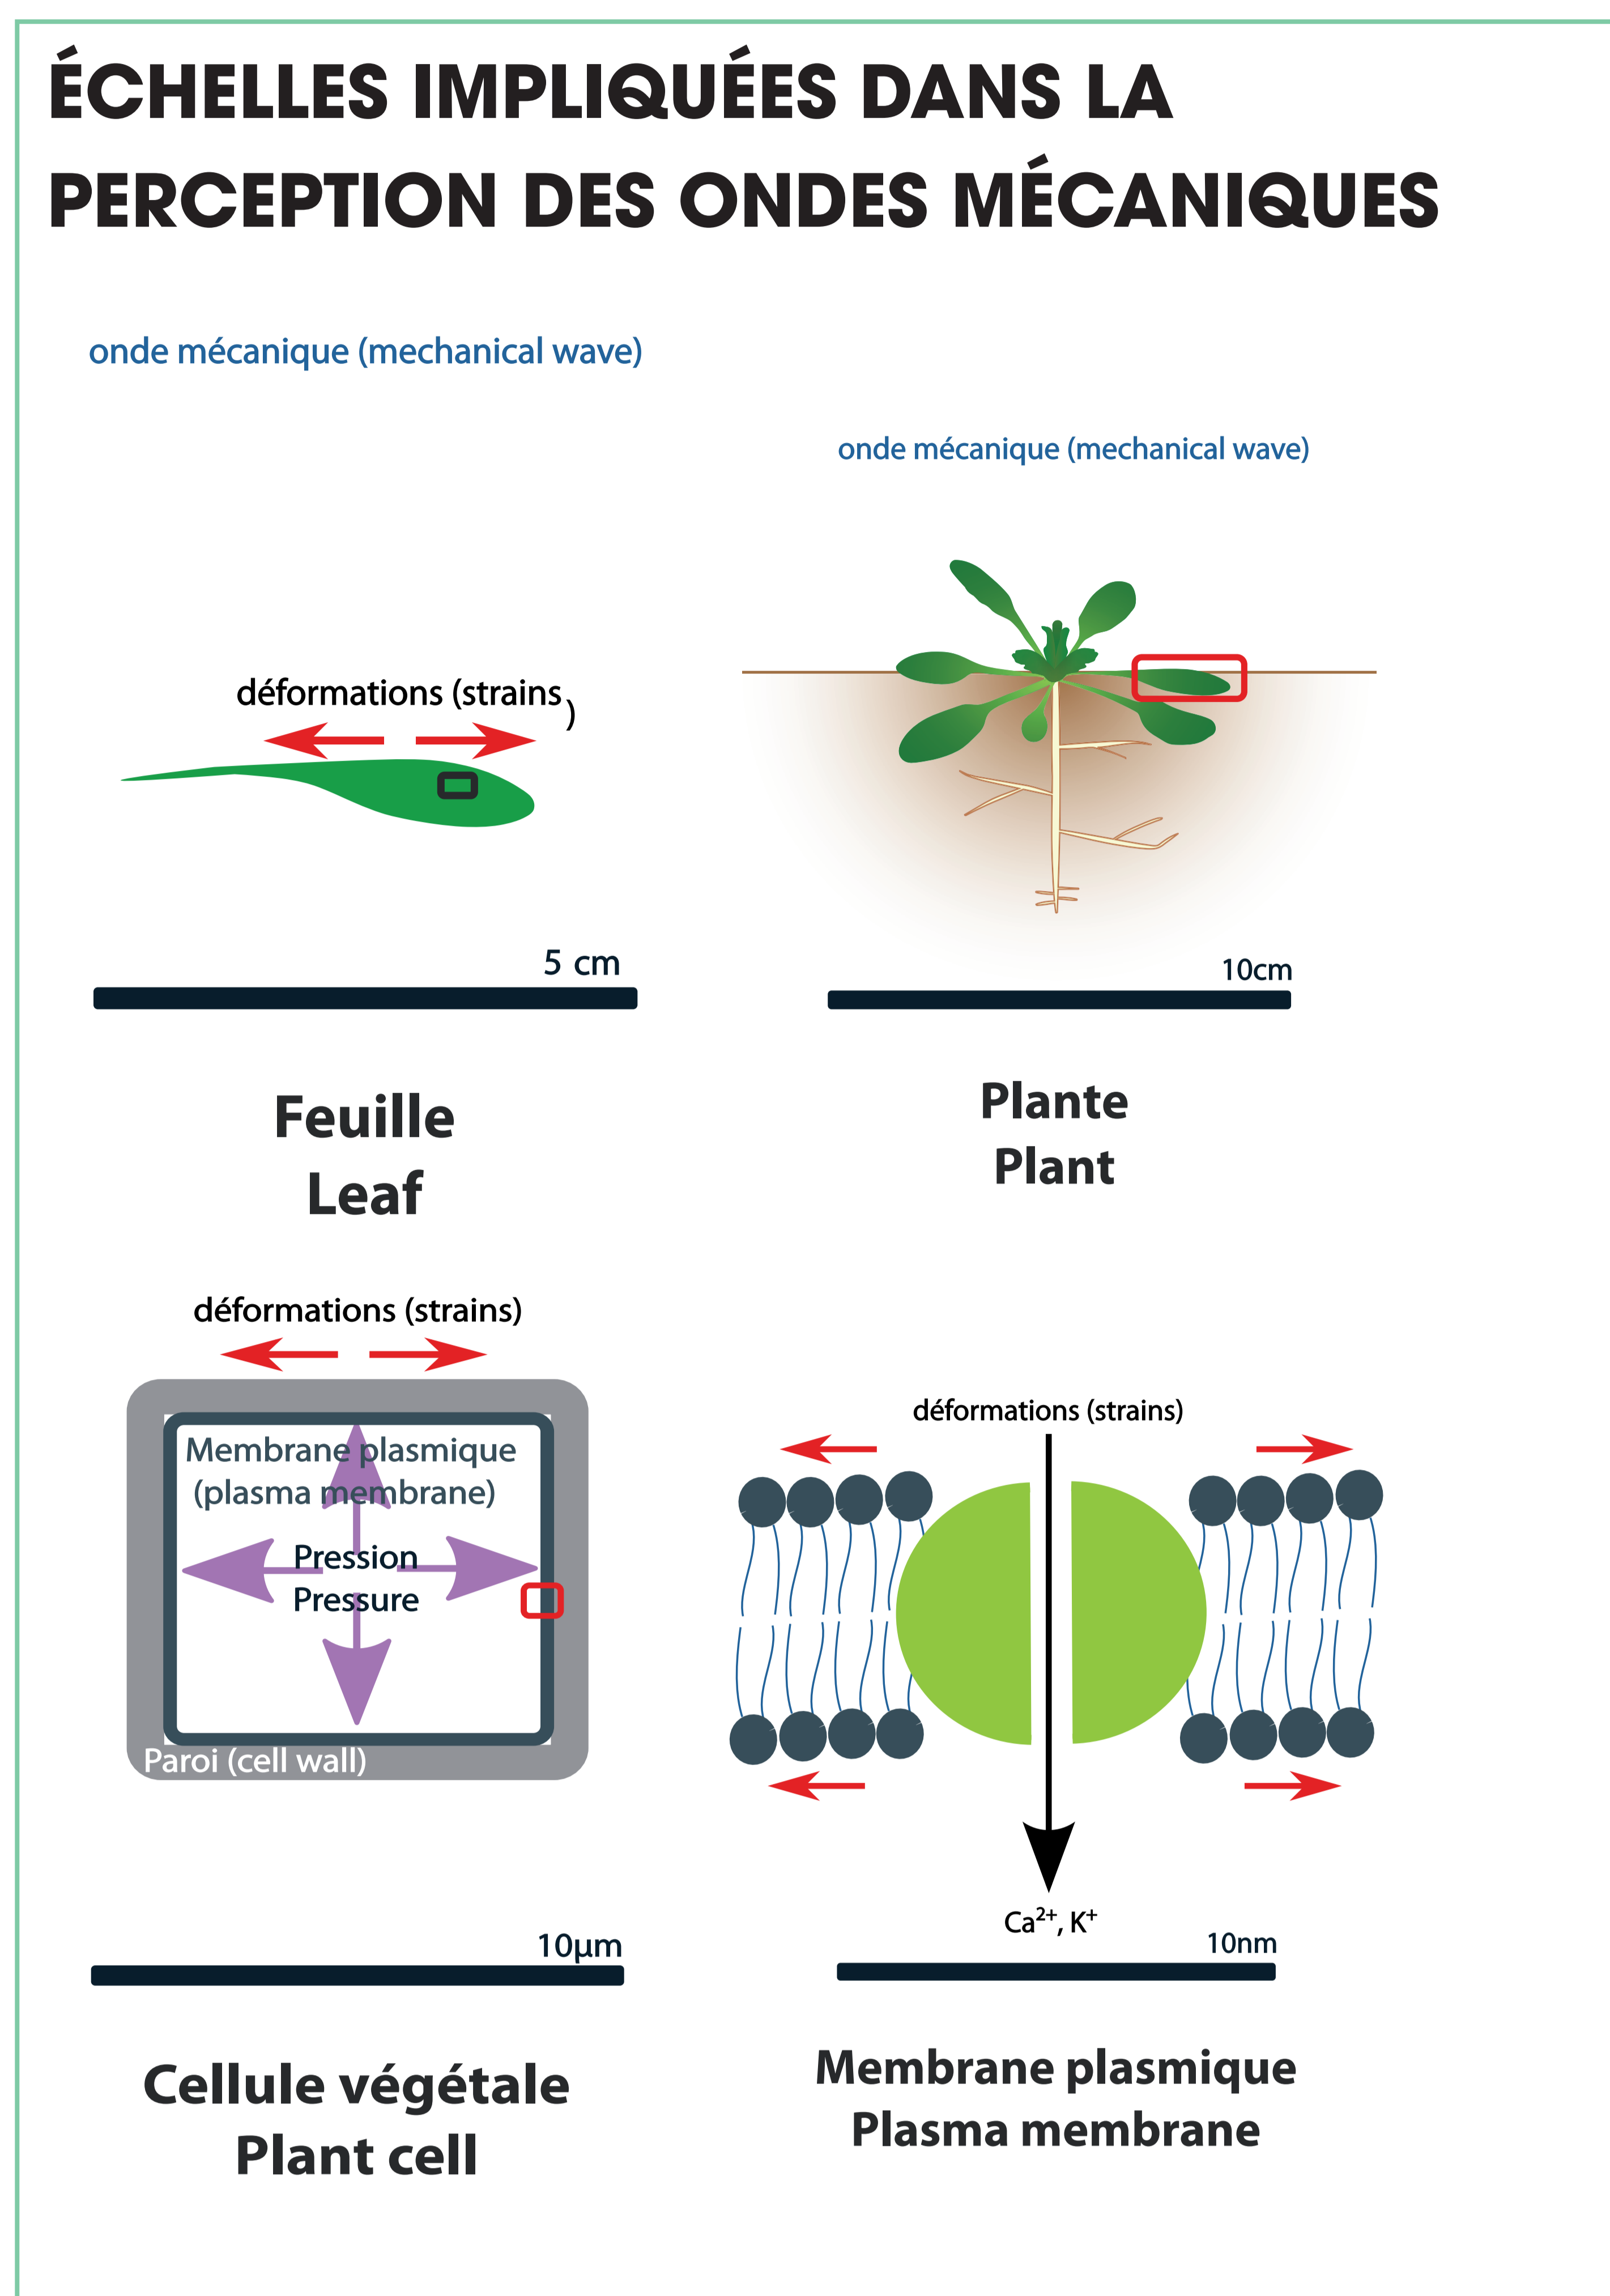 ÉCHELLES IMPLIQUÉES DANS LA
PERCEPTION DES ONDES MÉCANIQUES
onde mécanique (mechanical wave)
déformations (strains)
5 cm
Feuille
Leaf
onde mécanique (mechanical wave)
10cm
Plante
Plant
déformations (strains)
Membrane plasmique
(plasma membrane)
Pression
Pressure
Paroi (cell wall)
10µm
Cellule végétale
Plant cell
déformations (strains)
Ca²⁺, K⁺
10nm
Membrane plasmique
Plasma membrane